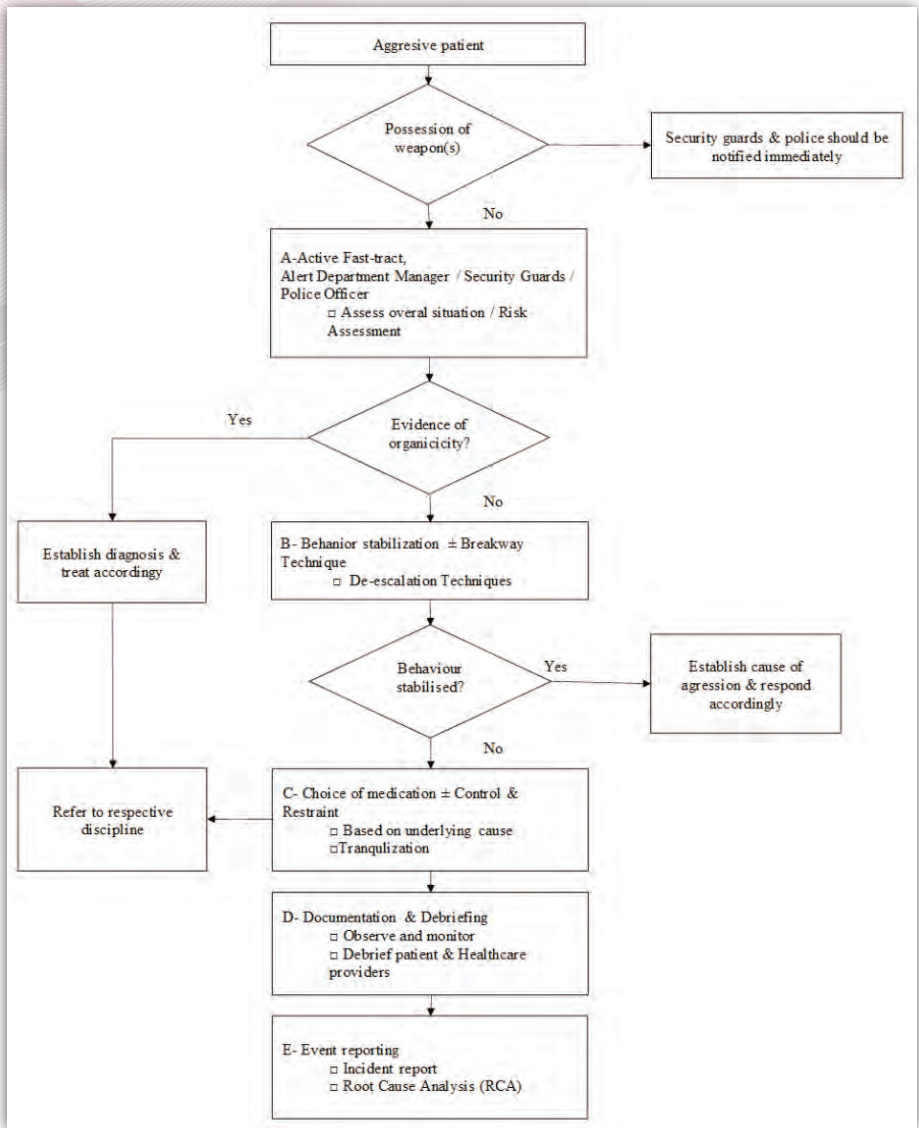 Aggresive patient
Possession of
weapon(s)
Security guards & police should be
notified immediately
No
A-Active Fast-tract,
Alert Department Manager / Security Guards /
Police Officer
□ Assess overal situation / Risk
Assessment
Yes
Evidence of
organicicity?
No
Establish diagnosis &
treat accordingy
B- Behanior stabilization ± Breakway
Technique
□ De-escalation Techniques
Behaviour
stabilised?
Yes
Establish cause of
agression & respond
accordingly
No
Refer to respective
discipline
C- Choice of medication ± Control &
Restraint
□ Based on underlying cause
□Tranqulization
D- Documentation & Debriefing
□ Observe and monitor
□ Debrief patient & Healthcare
providers
E- Event reporting
□ Incident report
□ Root Cause Analysis (RCA)